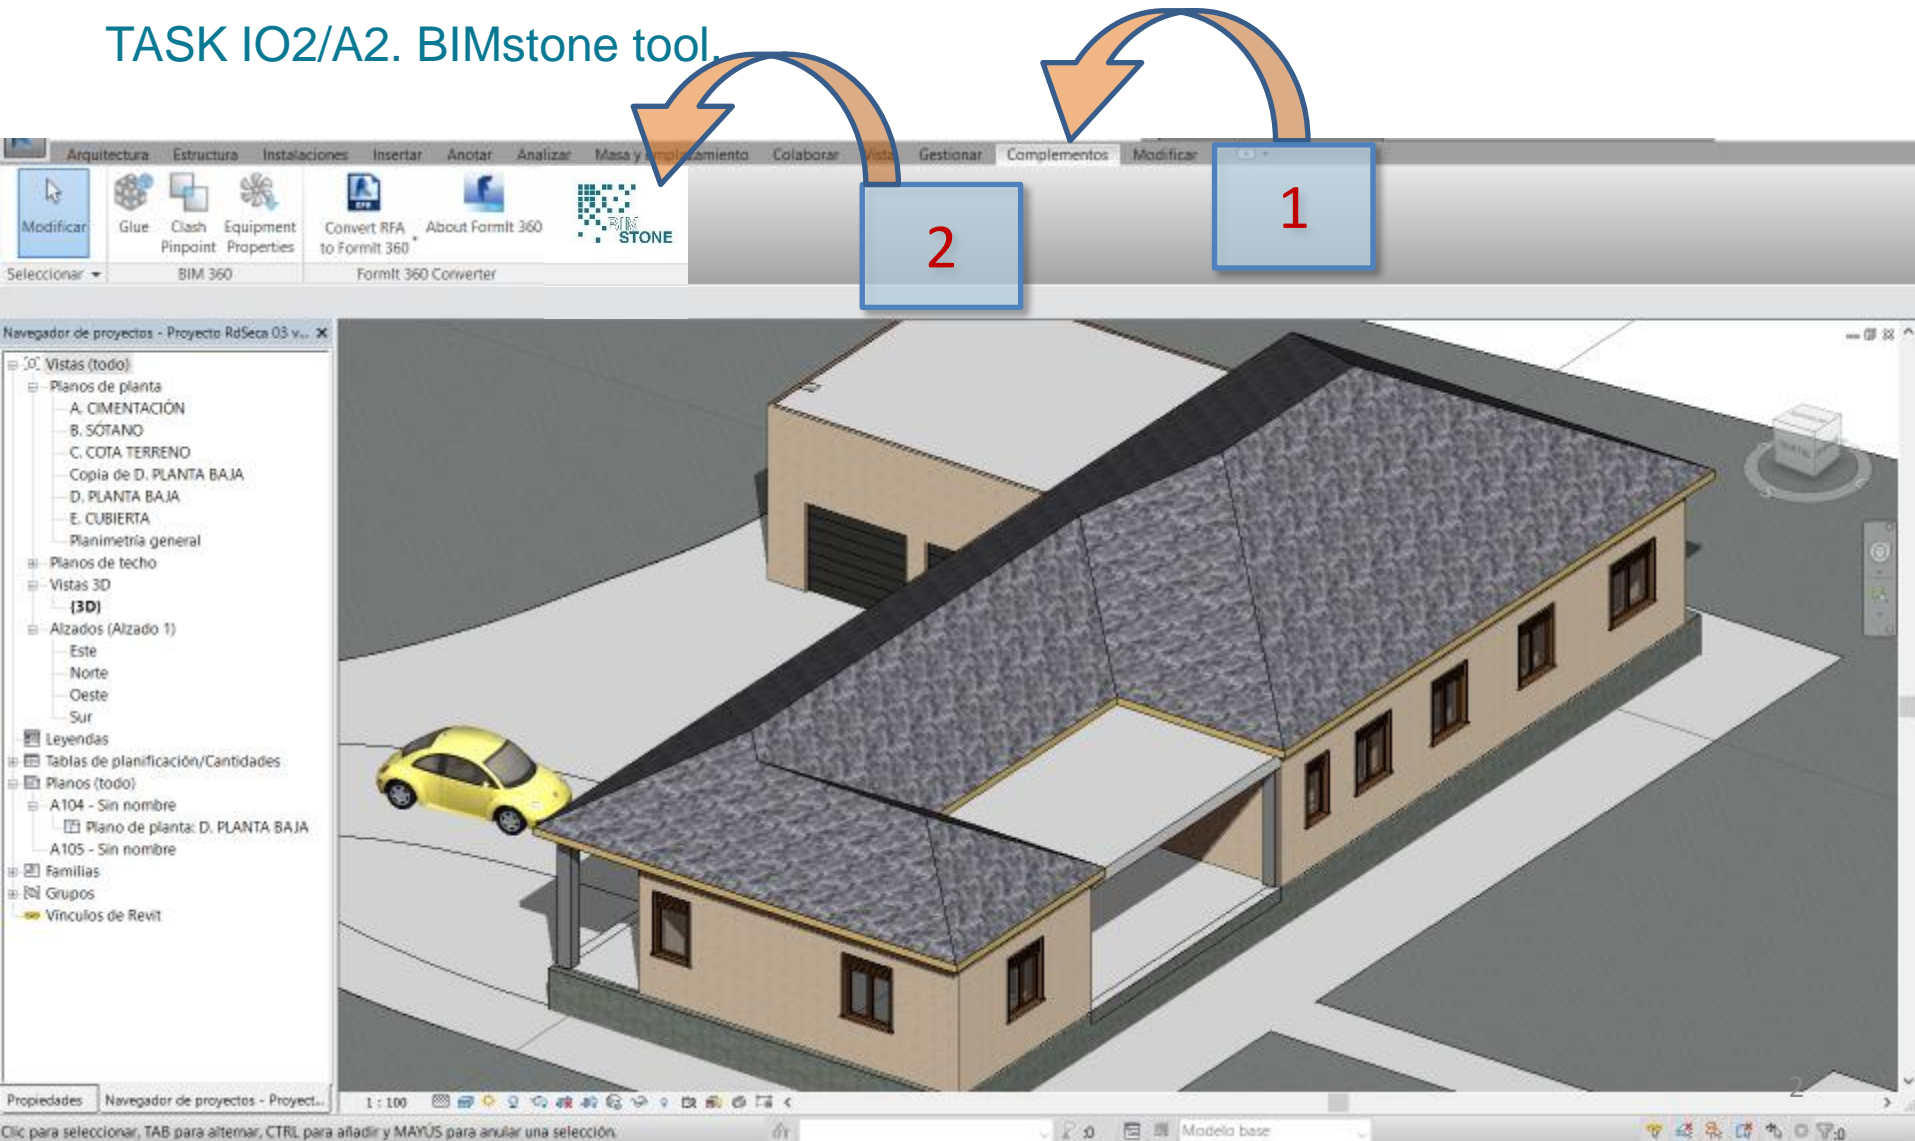 TASK IO2/A2. BIMstone tool.
Arquitectura Estructura Instalaciones Insertar Anotar Analizar Masa y emplazamiento Colaborar Vista Gestionar Complementos Modificar
1
2
Modificar Glue Clash Pinpoint Equipment Properties Convert RFA to FormIt 360 About FormIt 360 BIM STONE
Seleccionar BIM 360 FormIt 360 Converter
Navegador de proyectos - Proyecto RdSeca 03 v...
Vistas (todo)
Planos de planta
A. CIMENTACIÓN
B. SÓTANO
C. COTA TERRENO
Copia de D. PLANTA BAJA
D. PLANTA BAJA
E. CUBIERTA
Planimetría general
Planos de techo
Vistas 3D
{3D}
Alzados (Alzado 1)
Este
Norte
Oeste
Sur
Leyendas
Tablas de planificación/Cantidades
Planos (todo)
A104 - Sin nombre
Plano de planta: D. PLANTA BAJA
A105 - Sin nombre
Familias
Grupos
Vínculos de Revit
2
Propiedades Navegador de proyectos - Proyect... 1 : 100
Clic para seleccionar, TAB para alternar, CTRL para añadir y MAYÚS para anular una selección. :0 Modelo base :0